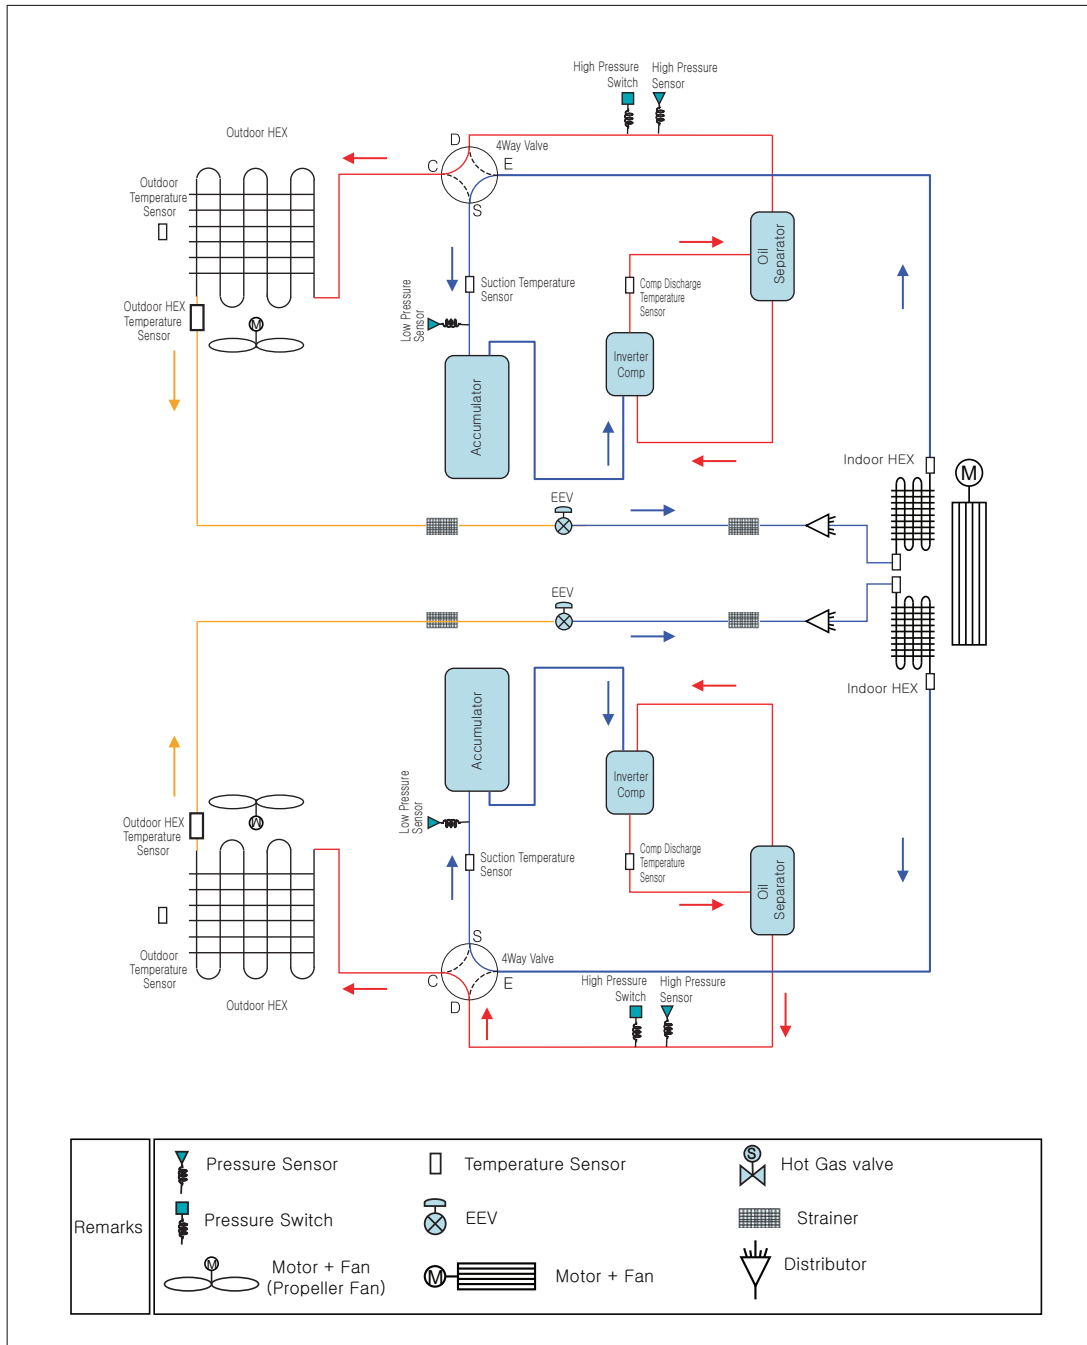 High Pressure
Switch
High Pressure
Sensor
Outdoor HEX
D
4Way Valve
C
E
S
Outdoor
Temperature
Sensor
Oil
Separator
Suction Temperature
Sensor
Comp Discharge
Temperature
Sensor
Outdoor HEX
Temperature
Sensor
M
Low Pressure
Sensor
Inverter
Comp
Accumulator
Indoor HEX
M
EEV
EEV
Accumulator
Indoor HEX
Inverter
Comp
Low Pressure
Sensor
Outdoor HEX
Temperature
Sensor
M
Suction Temperature
Sensor
Comp Discharge
Temperature
Sensor
Oil
Separator
Outdoor
Temperature
Sensor
S
4Way Valve
C
E
D
High Pressure
Switch
High Pressure
Sensor
Outdoor HEX
Remarks
Pressure Sensor
Temperature Sensor
S
Hot Gas valve
Pressure Switch
EEV
Strainer
M
Motor + Fan
(Propeller Fan)
M
Motor + Fan
Distributor